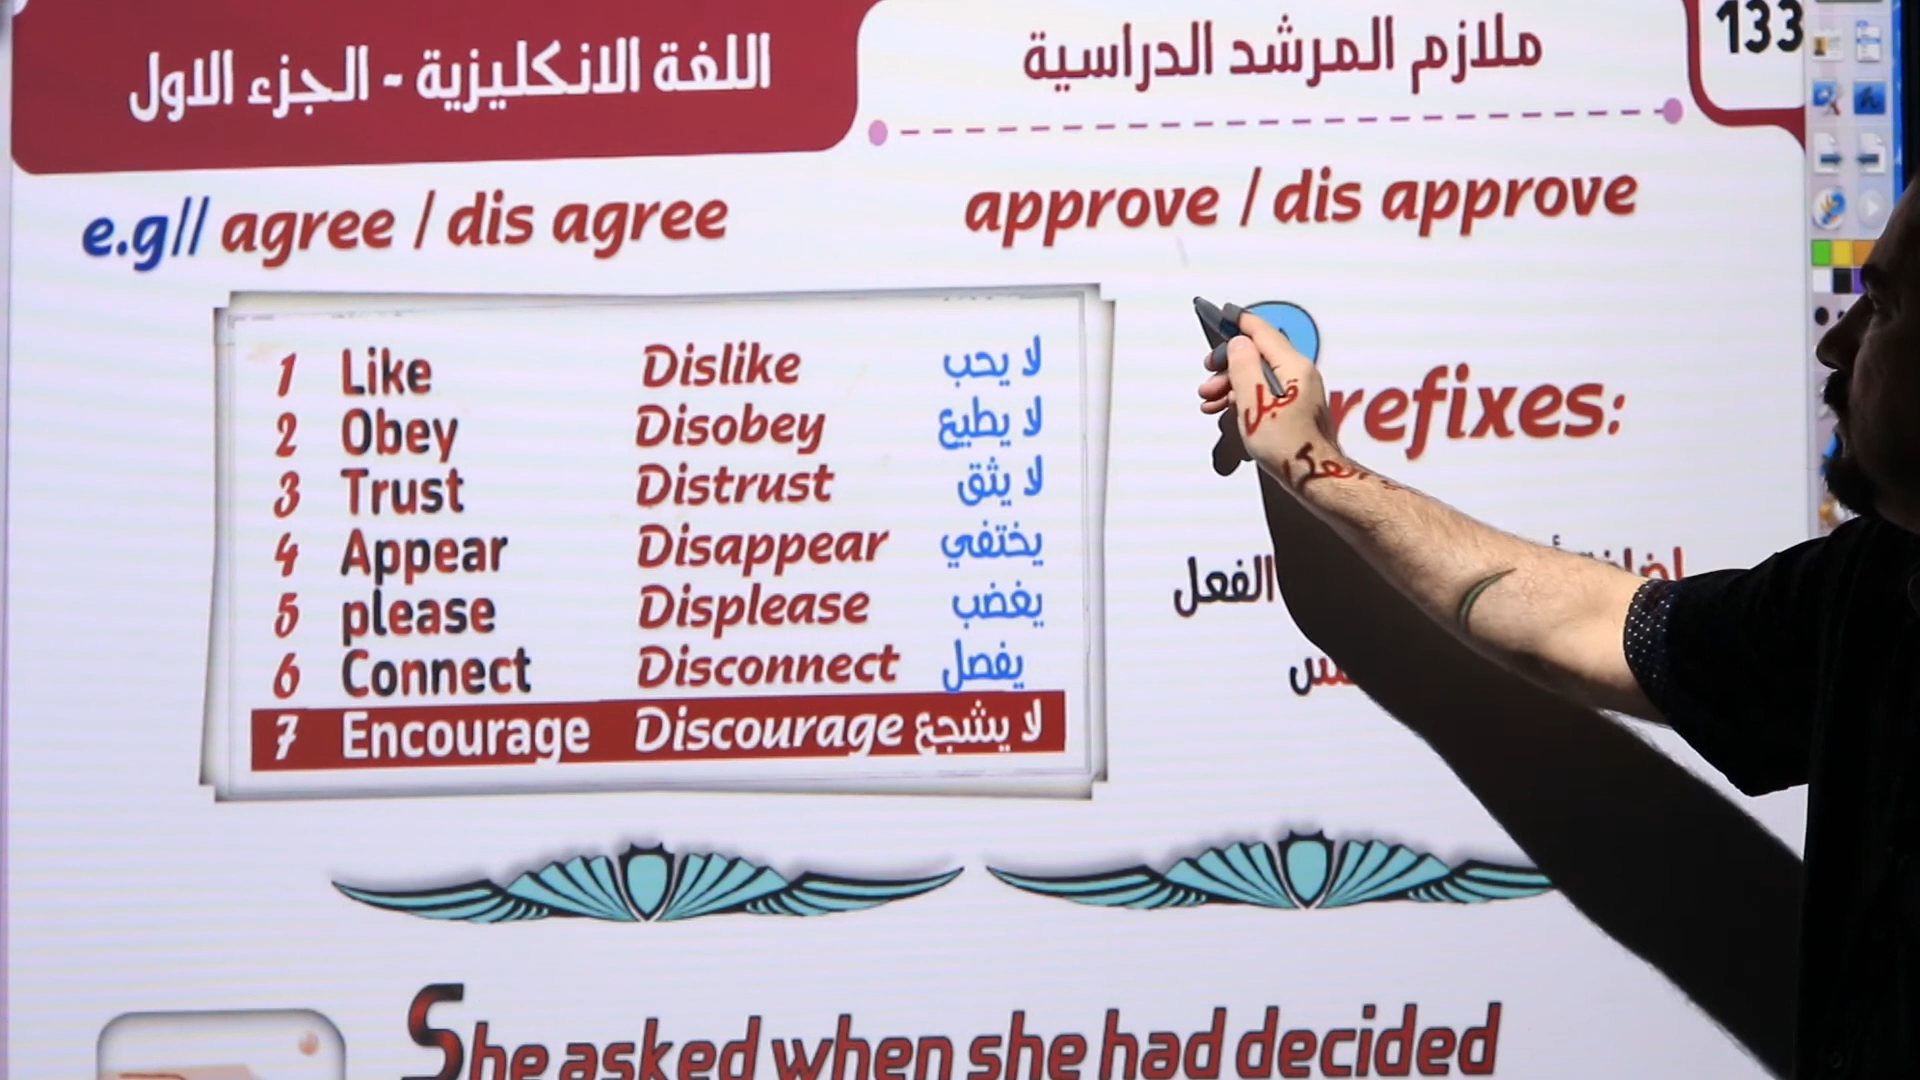 133
ملازم المرشد الدراسية
اللغة الانكليزية - الجزء الاول
e.g// agree / dis agree
approve / dis approve
1 Like Dislike لا يحب
2 Obey Disobey لا يطيع
3 Trust Distrust لا يثق
4 Appear Disappear يختفي
5 please Displease يغضب
6 Connect Disconnect يفصل
7 Encourage Discourage لا يشجع
refixes:
قبل
الفعل
She asked when she had decided